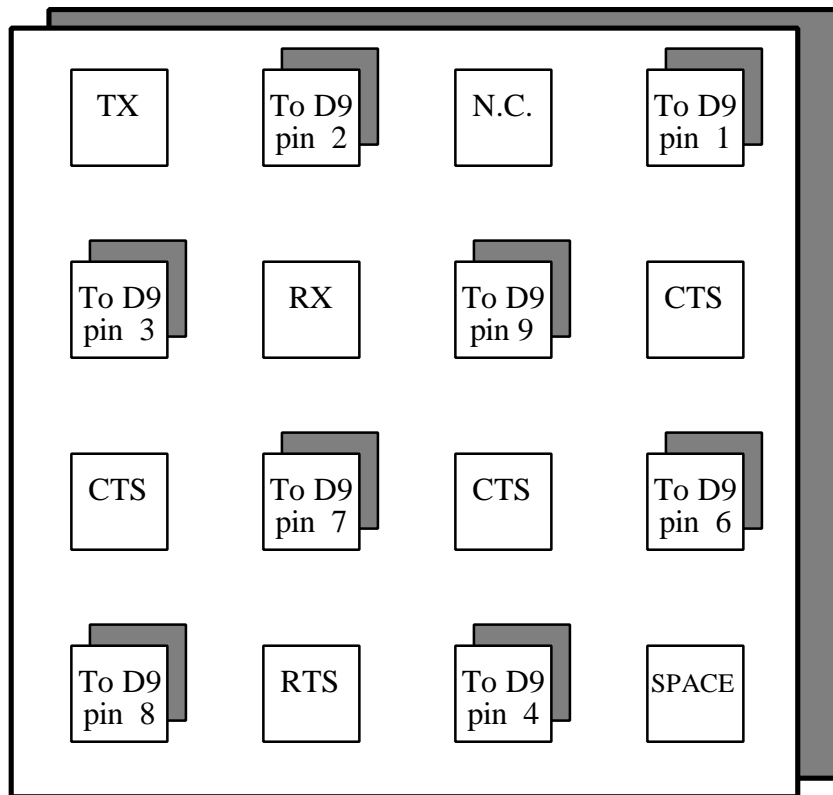 TX
To D9
pin 2
N.C.
To D9
pin 1
To D9
pin 3
RX
To D9
pin 9
CTS
CTS
To D9
pin 7
CTS
To D9
pin 6
To D9
pin 8
RTS
To D9
pin 4
SPACE